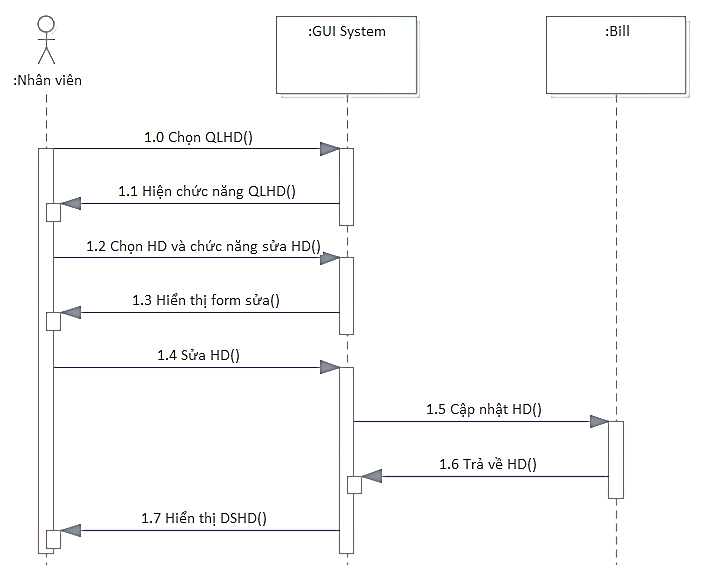 :GUI System
:Bill
:Nhân viên
1.0 Chọn QLHD()
1.1 Hiện chức năng QLHD()
1.2 Chọn HD và chức năng sửa HD()
1.3 Hiển thị form sửa()
1.4 Sửa HD()
1.5 Cập nhật HD()
1.6 Trả về HD()
1.7 Hiển thị DSHD()